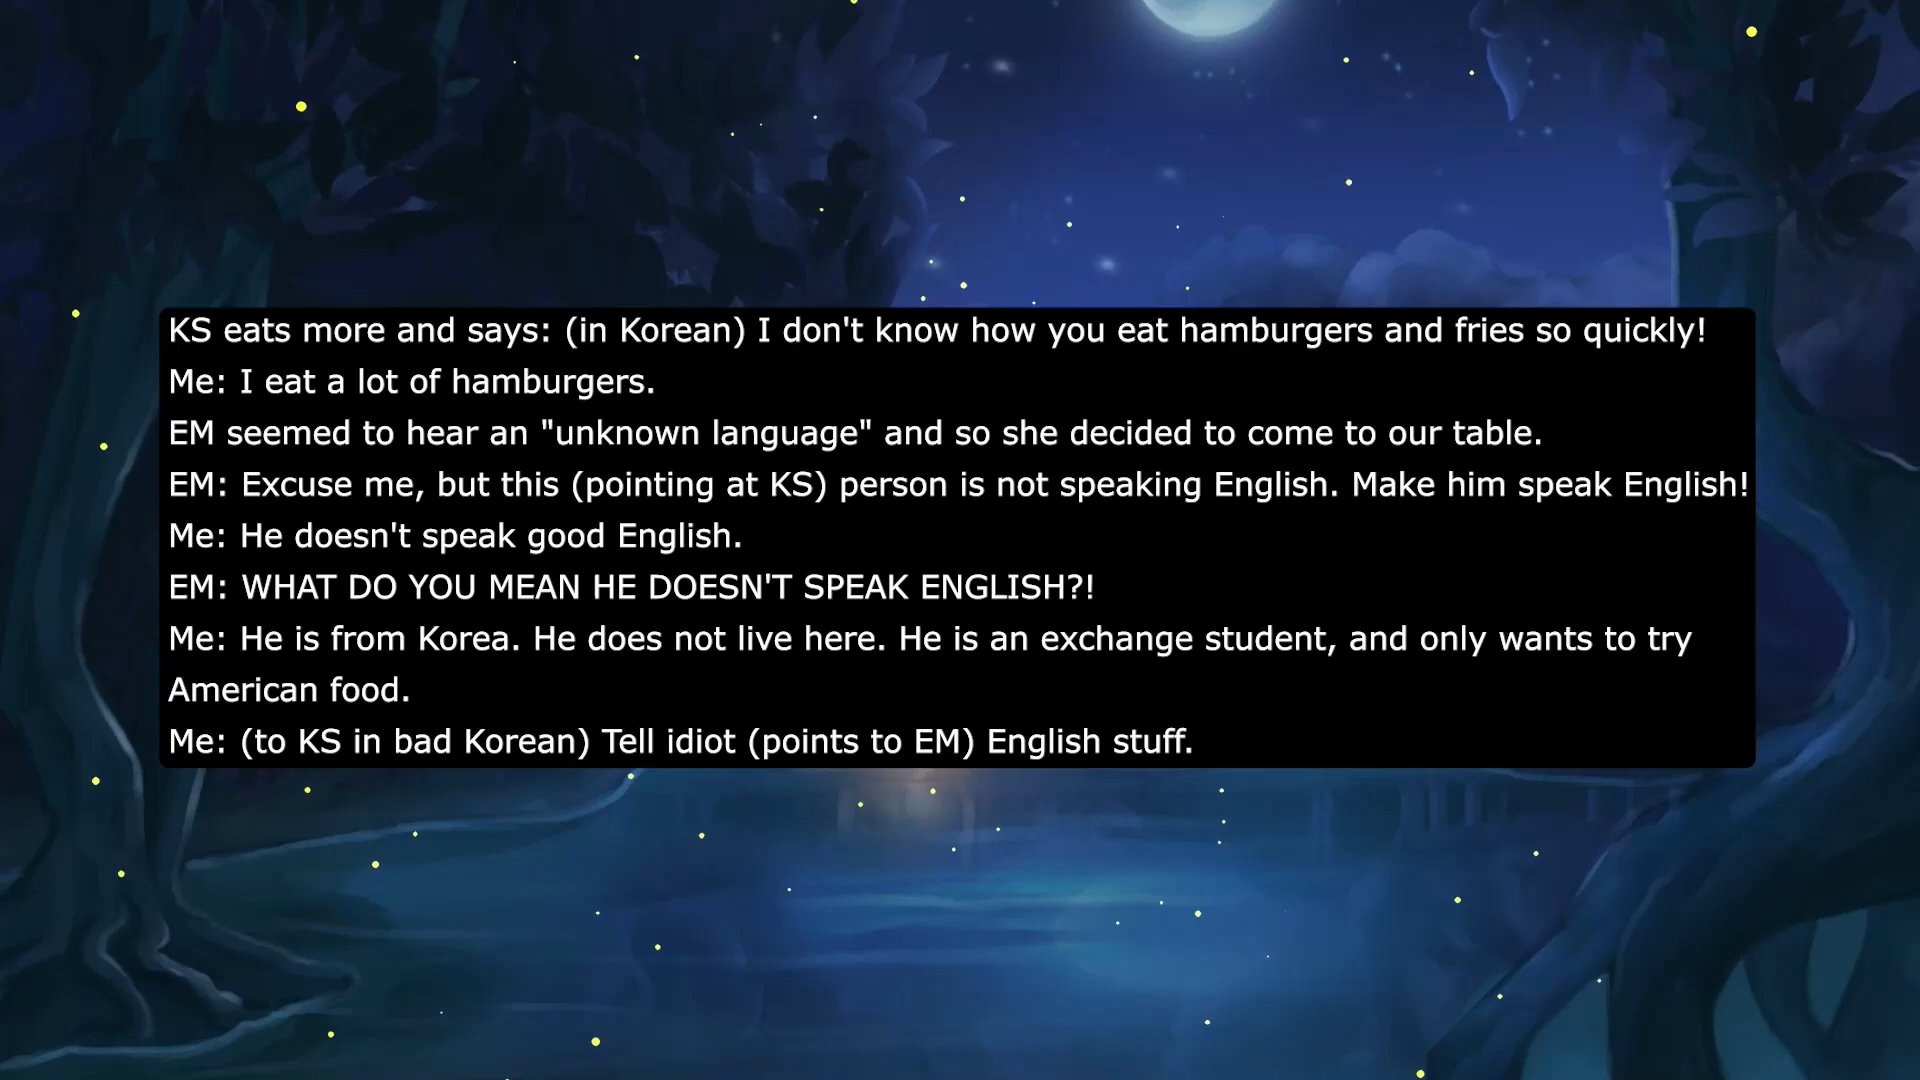 KS eats more and says: (in Korean) I don't know how you eat hamburgers and fries so quickly!
Me: I eat a lot of hamburgers.
EM seemed to hear an "unknown language" and so she decided to come to our table.
EM: Excuse me, but this (pointing at KS) person is not speaking English. Make him speak English!
Me: He doesn't speak good English.
EM: WHAT DO YOU MEAN HE DOESN'T SPEAK ENGLISH?!
Me: He is from Korea. He does not live here. He is an exchange student, and only wants to try
American food.
Me: (to KS in bad Korean) Tell idiot (points to EM) English stuff.